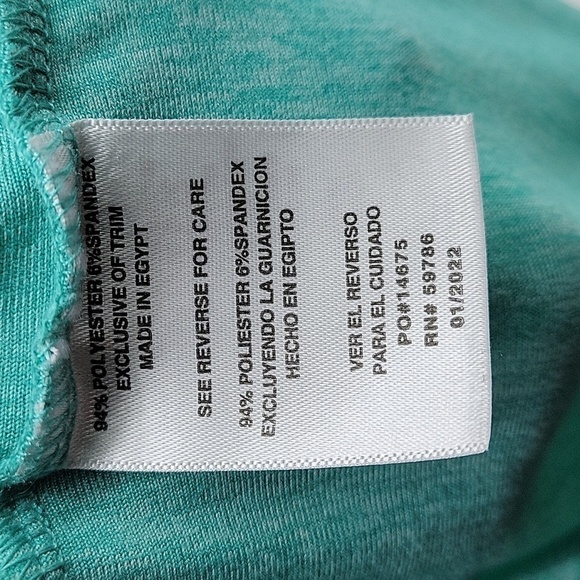 94% POLYESTER 6%SPANDEX
EXCLUSIVE OF TRIM
MADE IN EGYPT
SEE REVERSE FOR CARE
94% POLIESTER 6%SPANDEX
EXCLUYENDO LA GUARNICION
HECHO EN EGIPTO
VER EL REVERSO
PARA EL CUIDADO
PO#14675
RN# 59786
01/2022